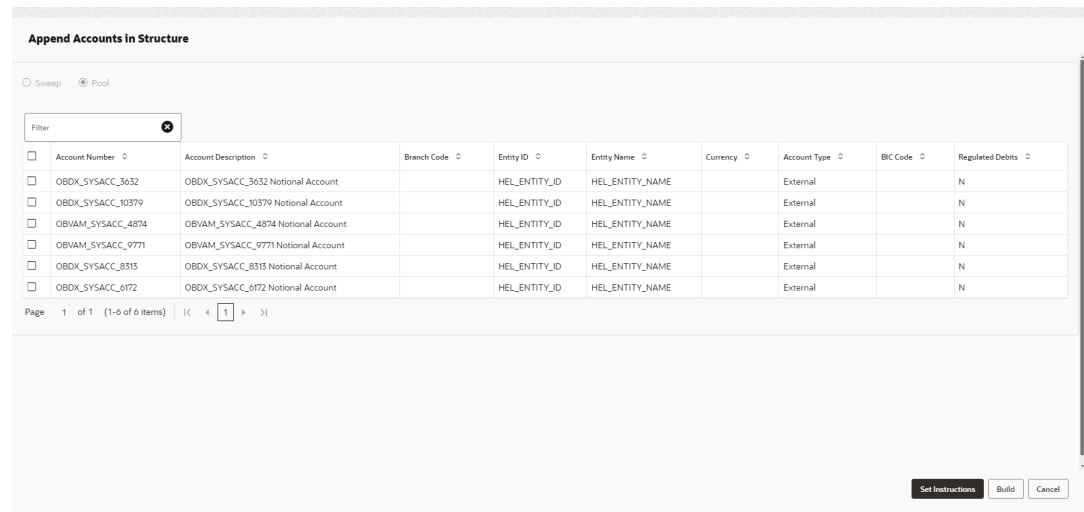 Append Accounts in Structure
Sweep Pool
Filter
Account Number Account Description Branch Code Entity ID Entity Name Currency Account Type BIC Code Regulated Debits
OBDX_SYSACC_3632 OBDX_SYSACC_3632 Notional Account HEL_ENTITY_ID HEL_ENTITY_NAME External N
OBDX_SYSACC_10379 OBDX_SYSACC_10379 Notional Account HEL_ENTITY_ID HEL_ENTITY_NAME External N
OBVAM_SYSACC_4874 OBVAM_SYSACC_4874 Notional Account HEL_ENTITY_ID HEL_ENTITY_NAME External N
OBVAM_SYSACC_9771 OBVAM_SYSACC_9771 Notional Account HEL_ENTITY_ID HEL_ENTITY_NAME External N
OBDX_SYSACC_8313 OBDX_SYSACC_8313 Notional Account HEL_ENTITY_ID HEL_ENTITY_NAME External N
OBDX_SYSACC_6172 OBDX_SYSACC_6172 Notional Account HEL_ENTITY_ID HEL_ENTITY_NAME External N
Page 1 of 1 (1-6 of 6 items) 1
Set Instructions Build Cancel